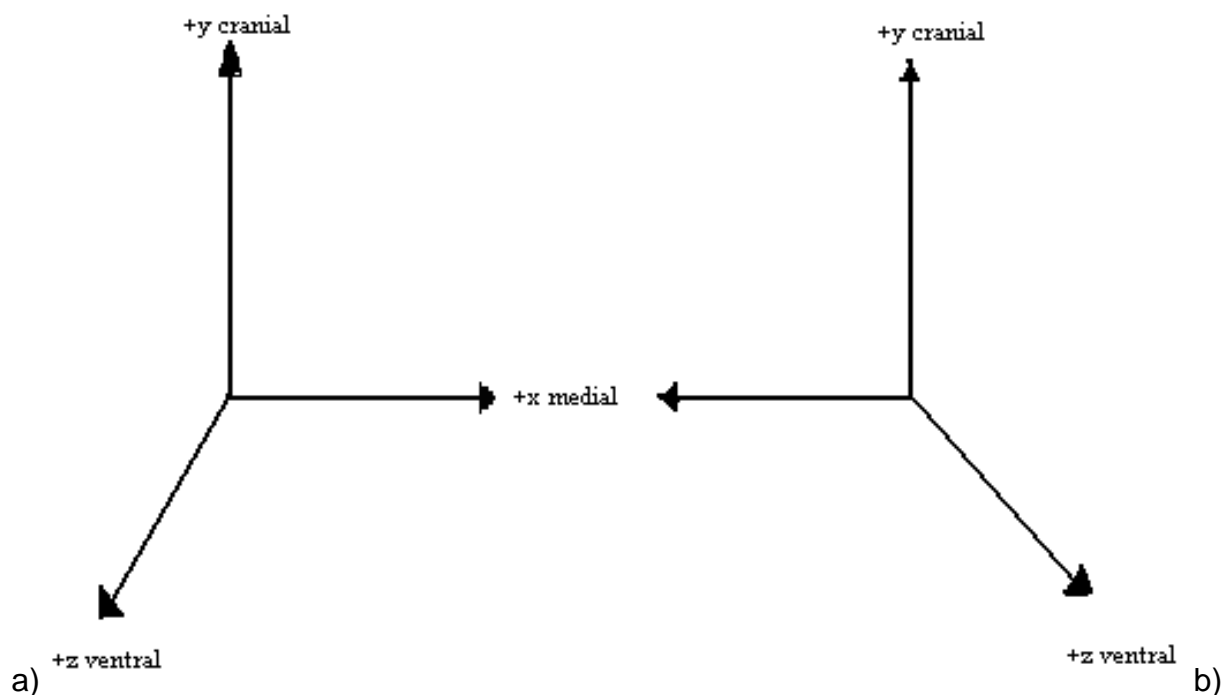 +y cranial
+y cranial
+x medial
+z ventral
a)
+z ventral
b)